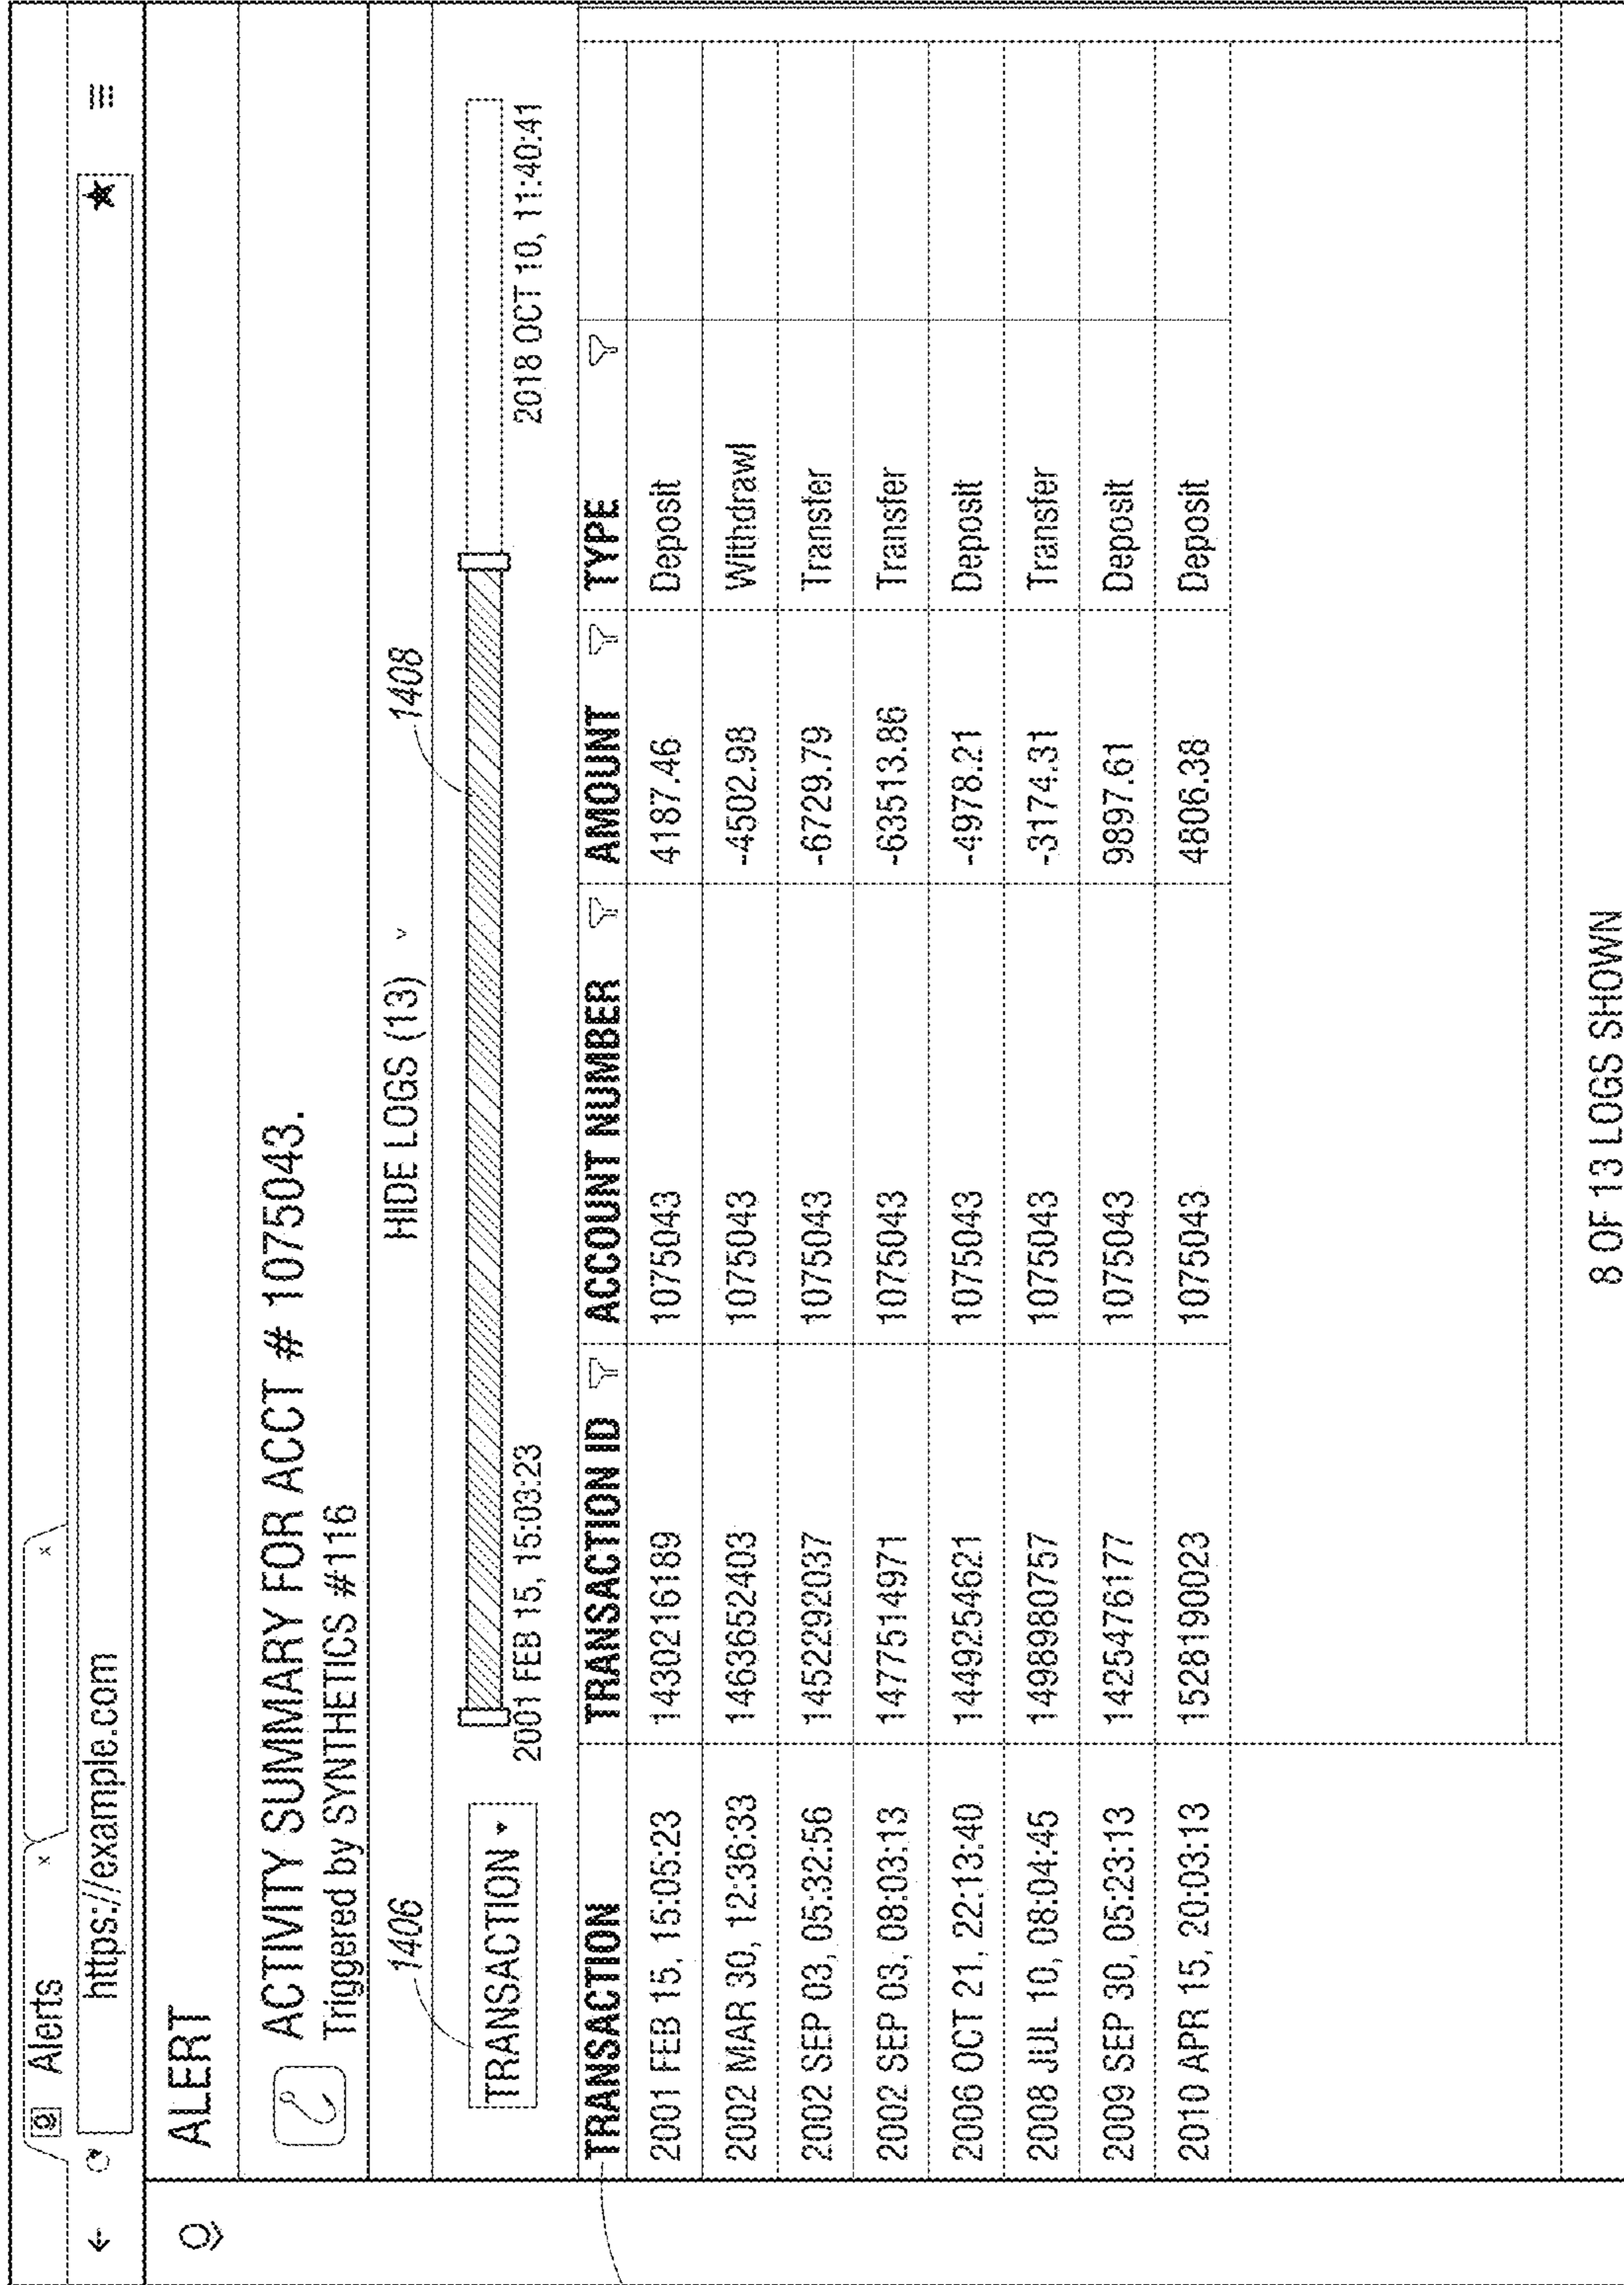 Alerts x x
https://example.com
ALERT
ACTIVITY SUMMARY FOR ACCT # 1075043.
Triggered by SYNTHETICS #116
HIDE LOGS (13) v
1406
1408
TRANSACTION
2001 FEB 15, 15:03:23
2018 OCT 10, 11:40:41
TRANSACTION TRANSACTION ID ACCOUNT NUMBER AMOUNT TYPE
2001 FEB 15, 15:05:23 1430216189 1075043 4187.46 Deposit
2002 MAR 30, 12:36:33 1463652403 1075043 -4502.98 Withdrawl
2002 SEP 03, 05:32:56 1452292037 1075043 -6729.79 Transfer
2002 SEP 03, 08:03:13 1477514971 1075043 -63513.86 Transfer
2006 OCT 21, 22:13:40 1449254621 1075043 -4978.21 Deposit
2008 JUL 10, 08:04:45 1498980757 1075043 -3174.31 Transfer
2009 SEP 30, 05:23:13 1425476177 1075043 9897.61 Deposit
2010 APR 15, 20:03:13 1528190023 1075043 4806.38 Deposit
8 OF 13 LOGS SHOWN